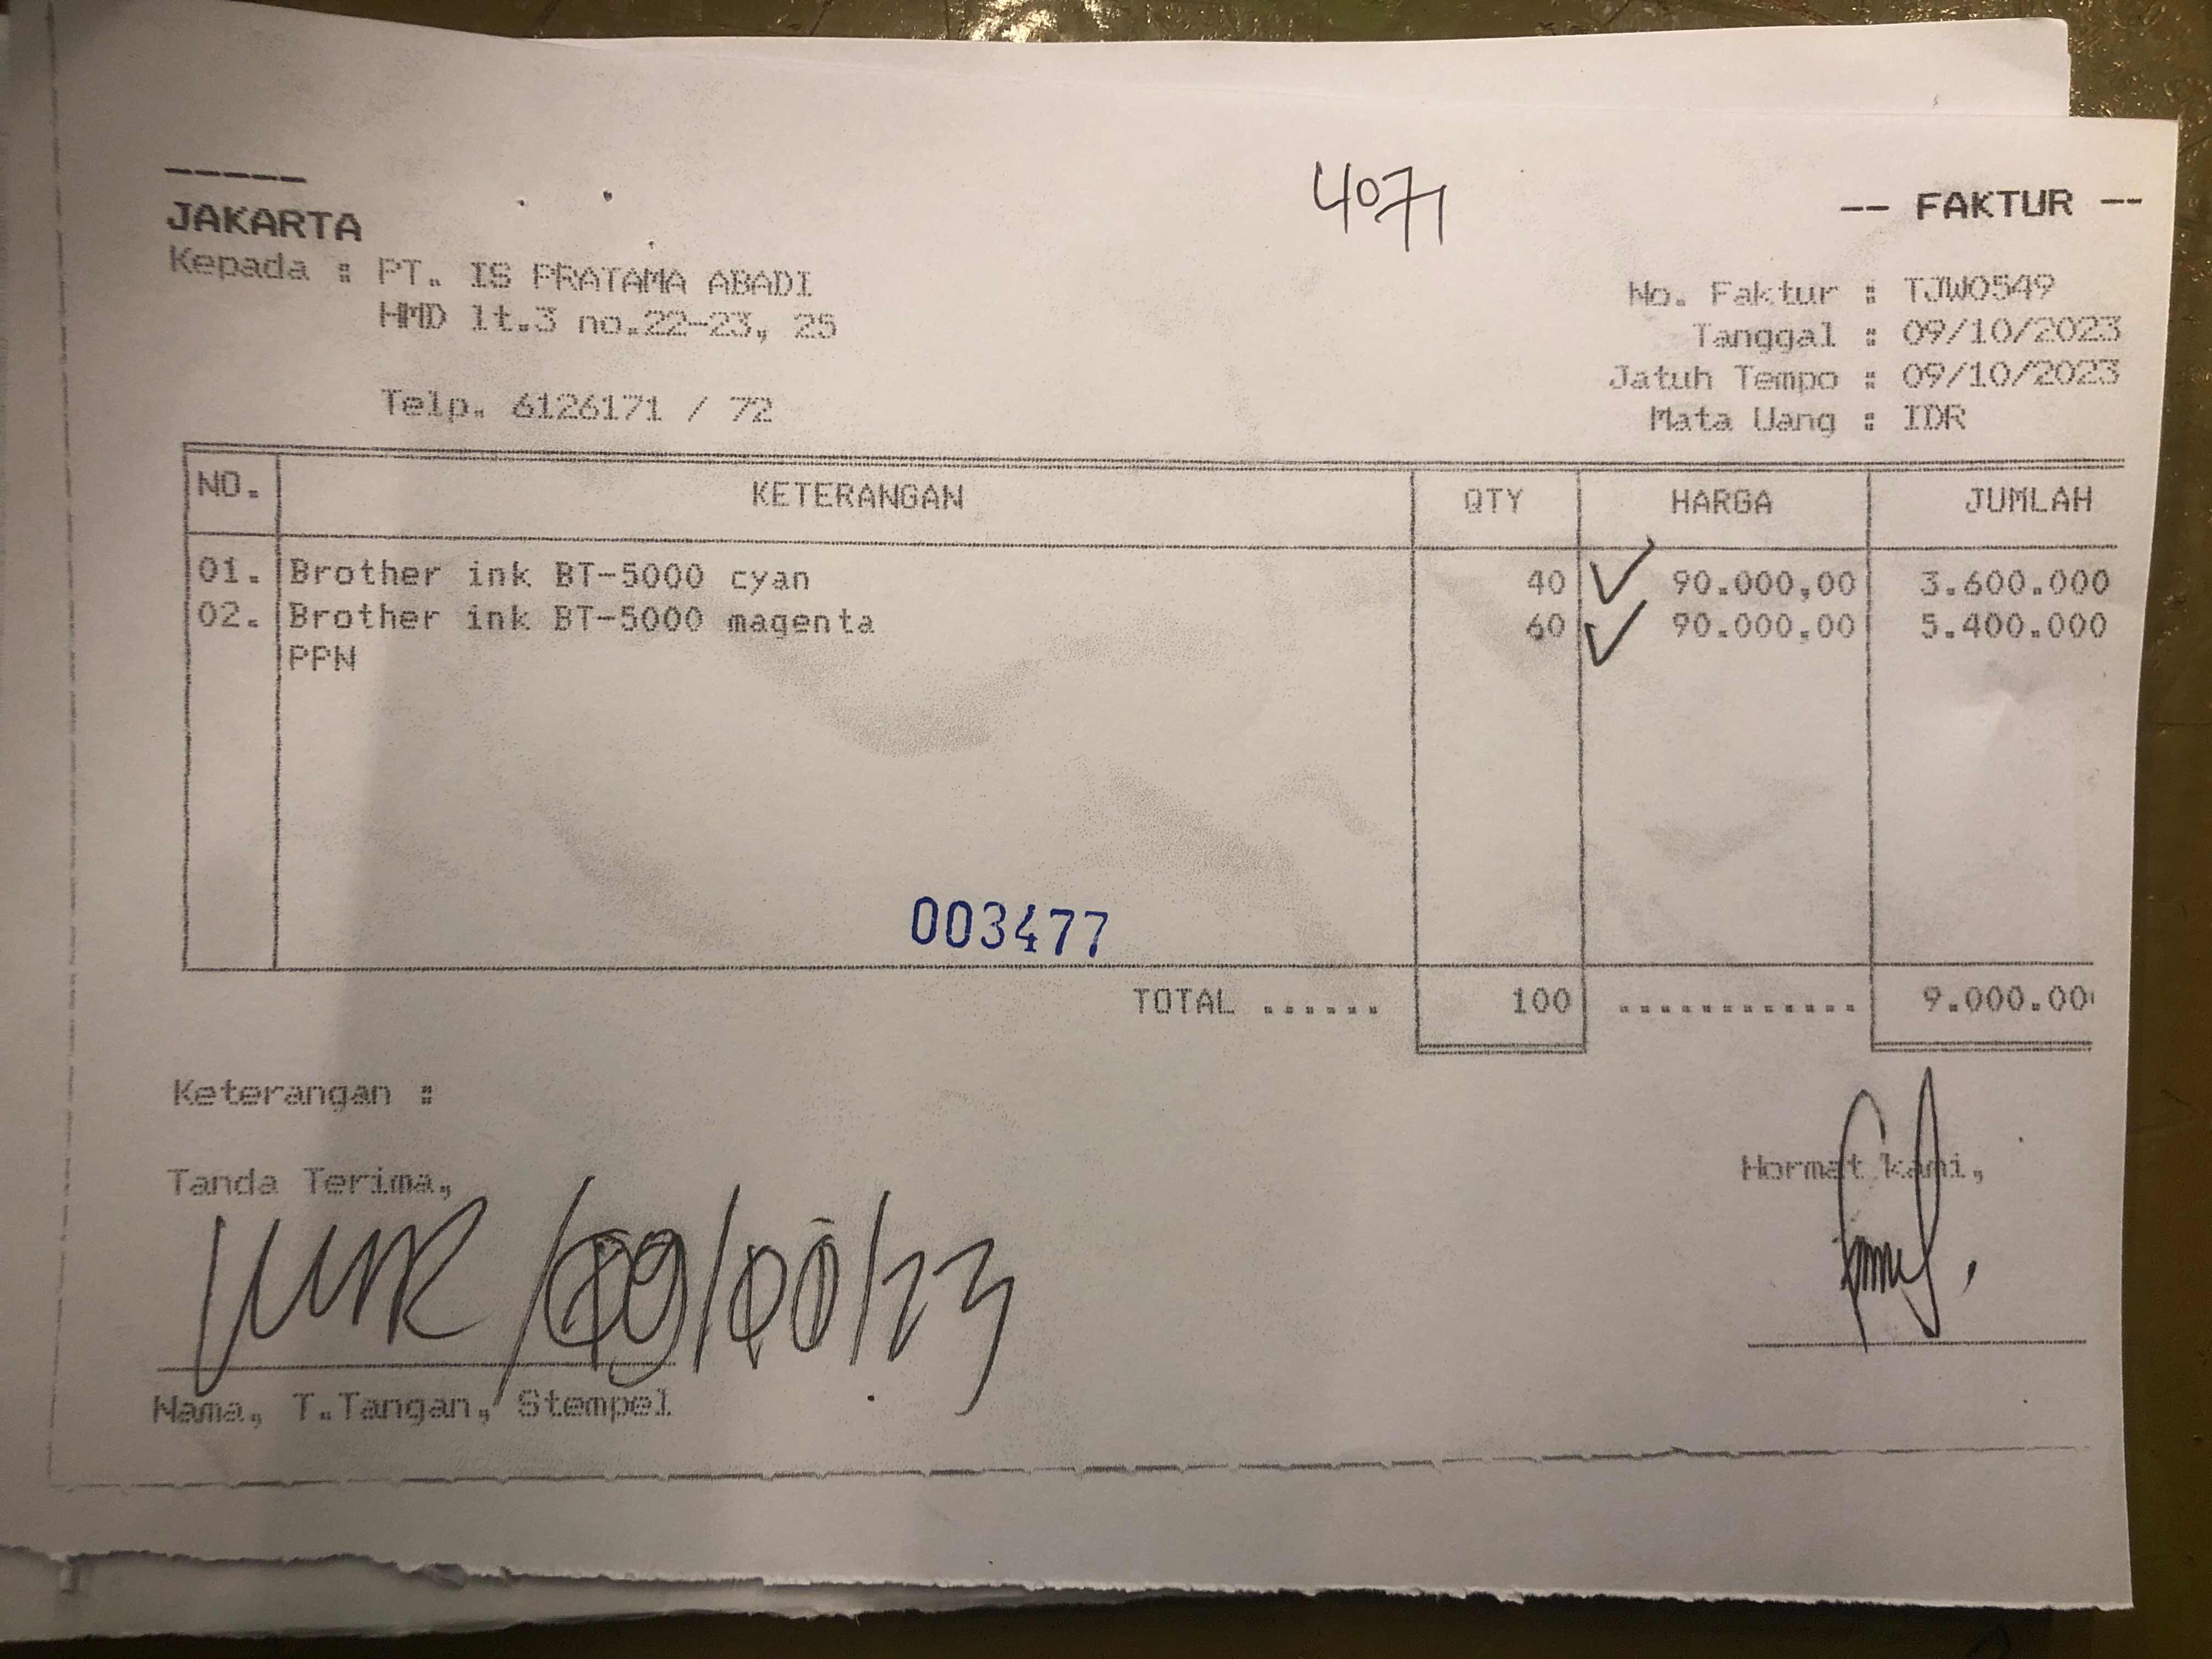 -----
JAKARTA
4071
-- FAKTUR --
Kepada : PT. IS PRATAMA ABADI
HMD lt.3 no.22-23, 25
Telp. 6126171 / 72
No. Faktur : TJW0549
Tanggal : 09/10/2023
Jatuh Tempo : 09/10/2023
Mata Uang : IDR
NO. KETERANGAN QTY HARGA JUMLAH
01. Brother ink BT-5000 cyan 40 90.000,00 3.600.000
02. Brother ink BT-5000 magenta 60 90.000,00 5.400.000
PPN
003477
TOTAL ...... 100 ............ 9.000.00
Keterangan :
Tanda Terima,
Hormat kami,
Nama, T.Tangan, Stempel